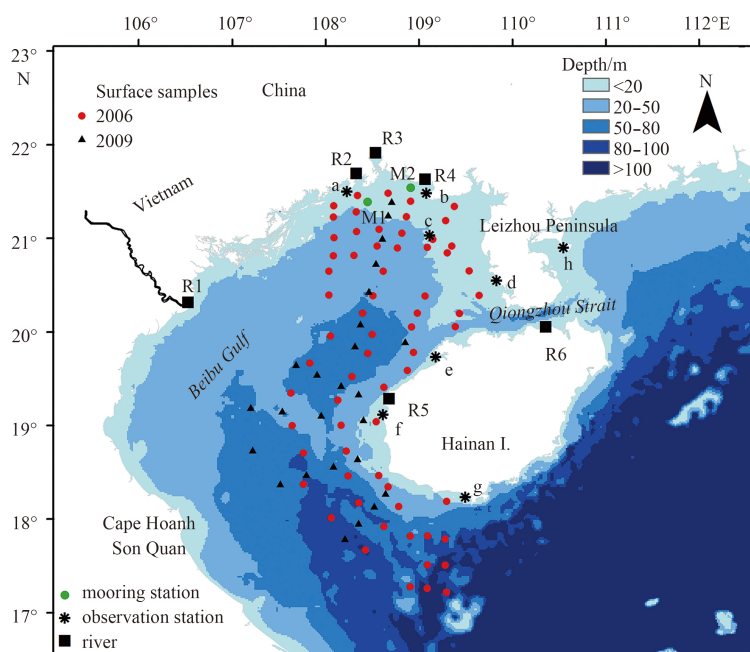 106° 107° 108° 109° 110° 111° 112°E
23°
N
22°
21°
20°
19°
18°
17°
Surface samples
2006
2009
China
Depth/m
<20
20-50
50-80
80-100
>100
N
R3
R2
M2
R4
a
b
M1
c
Vietnam
Leizhou Peninsula
h
d
R1
Qiongzhou Strait
R6
Beibu Gulf
e
R5
f
Hainan I.
g
Cape Hoanh
Son Quan
mooring station
observation station
river